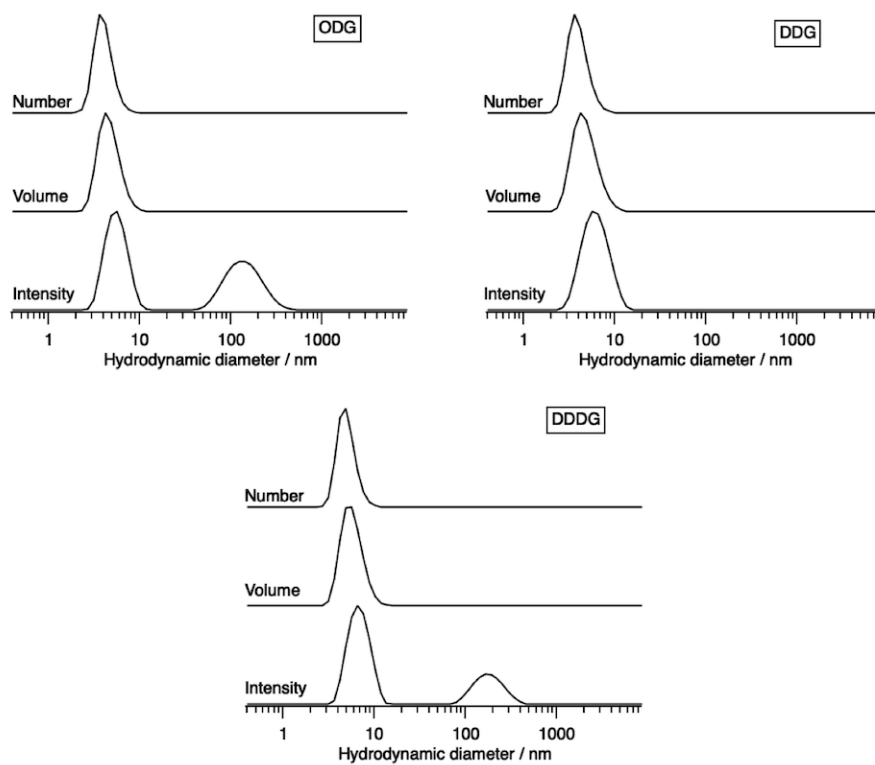 ODG
Number
Volume
Intensity
1 10 100 1000
Hydrodynamic diameter / nm
DDG
Number
Volume
Intensity
1 10 100 1000
Hydrodynamic diameter / nm
DDDG
Number
Volume
Intensity
1 10 100 1000
Hydrodynamic diameter / nm